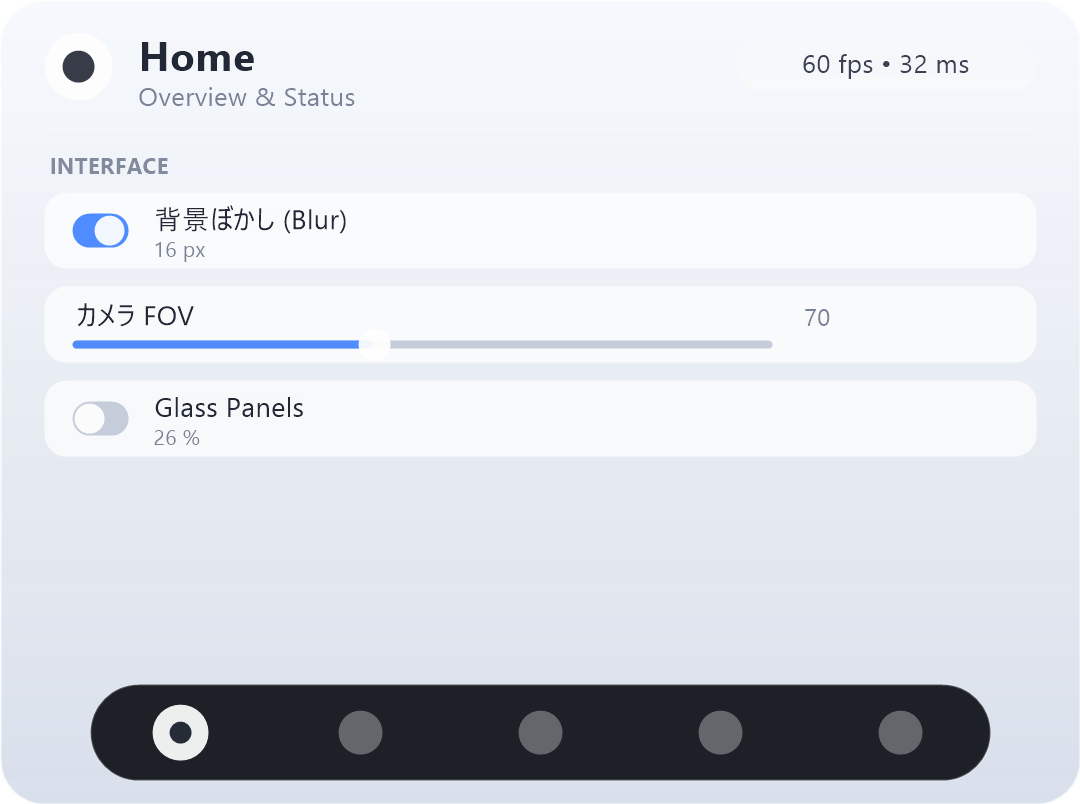 Home
Overview & Status
60 fps • 32 ms
INTERFACE
背景ぼかし (Blur)
16 px
カメラ FOV
70
Glass Panels
26 %